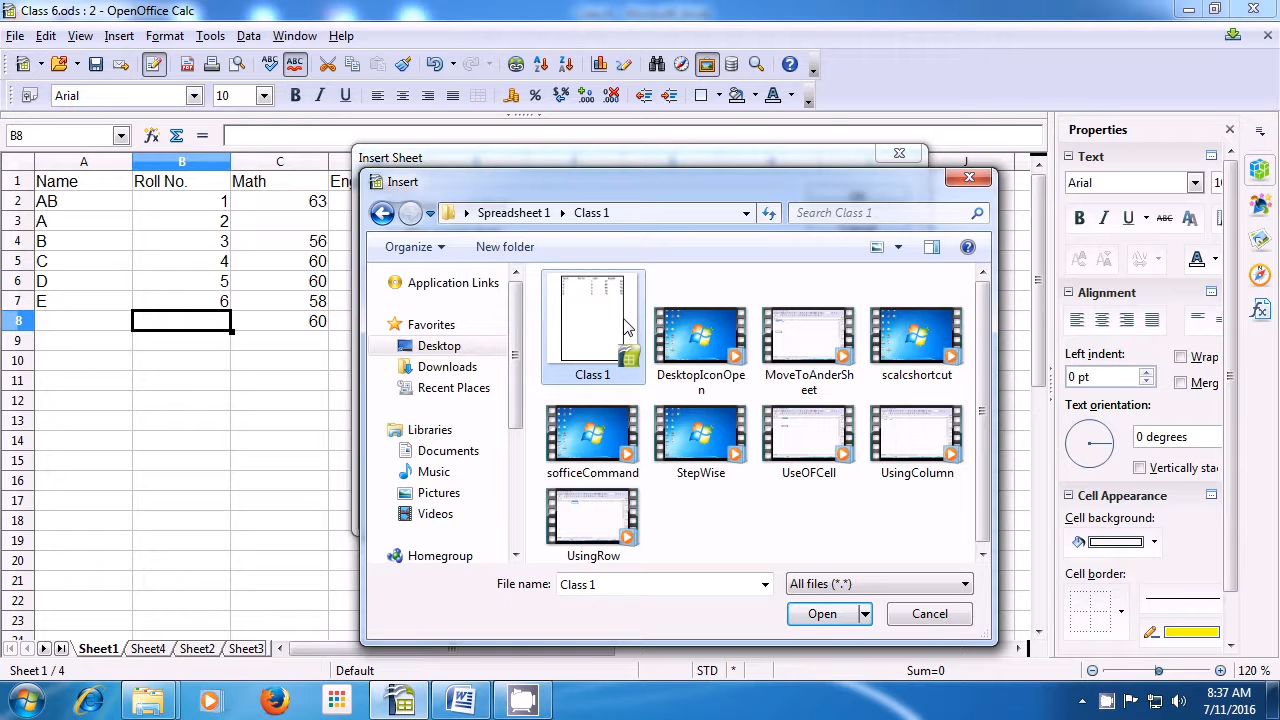 Class 6.ods : 2 - OpenOffice Calc
File Edit View Insert Format Tools Data Window Help
Arial 10
B8
Insert Sheet
Insert
Spreadsheet 1 Class 1
Search Class 1
Organize New folder
A B C J
1 Name Roll No. Math
2 AB 1 63
3 A 2
4 B 3 56
5 C 4 60
6 D 5 60
7 E 6 58
8 60
9
10
11
12
13
14
15
16
17
18
19
20
21
22
23
Application Links
Favorites
Desktop
Downloads
Recent Places
Libraries
Documents
Music
Pictures
Videos
Homegroup
Class 1
DesktopIconOpe
n
MoveToAnderSh
eet
scalcshortcut
sofficeCommand
StepWise
UseOFCell
UsingColumn
UsingRow
File name: Class 1
All files (*.*)
Open Cancel
Properties
Text
Arial
B I U ABC
Alignment
Left indent: Wrap
0 pt Merg
Text orientation:
0 degrees
Vertically sta
Cell Appearance
Cell background:
Cell border:
Sheet1 Sheet4 Sheet2 Sheet3
Sheet 1 / 4 Default STD * Sum=0 120 %
8:37 AM
7/11/2016